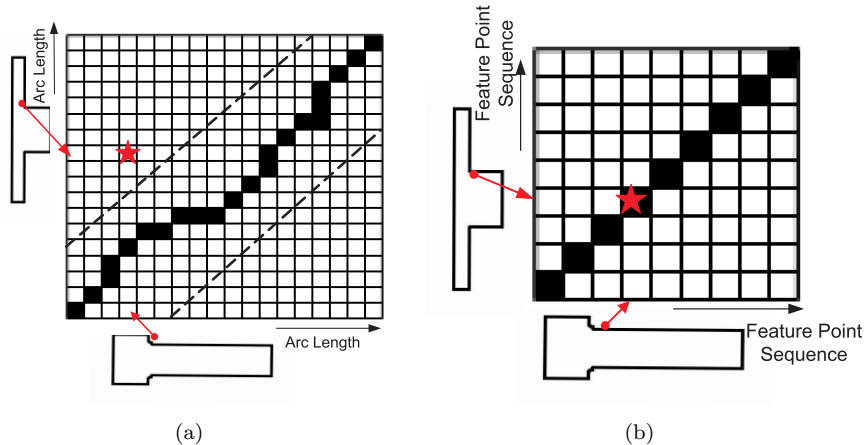 Arc Length
Arc Length
(a)
Feature Point
Sequence
Feature Point
Sequence
(b)